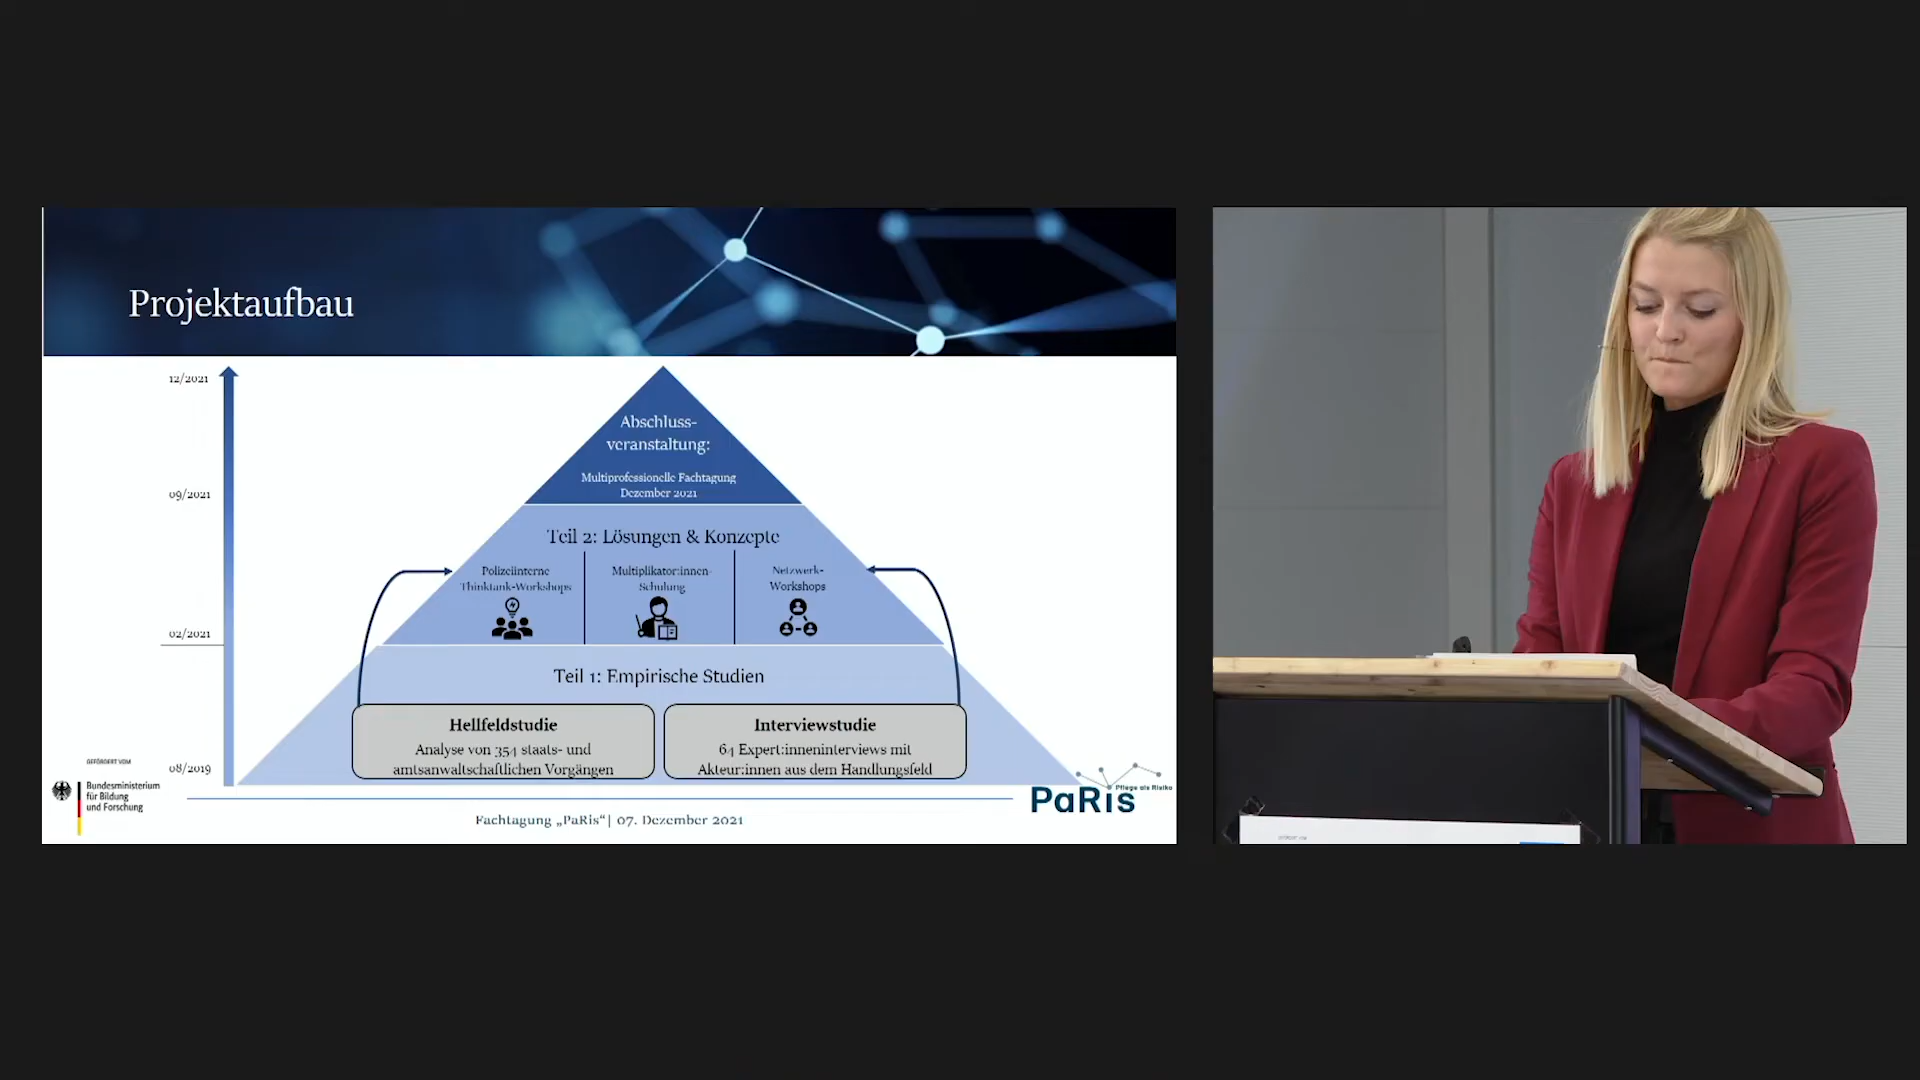 Projektaufbau
12/2021
09/2021
02/2021
08/2019
Abschluss-
veranstaltung:
Multiprofessionelle Fachtagung
Dezember 2021
Teil 2: Lösungen & Konzepte
Polizeiinterne
Thinktank-Workshops
Multiplikator:innen-
Schulung
Netzwerk-
Workshops
Teil 1: Empirische Studien
Hellfeldstudie
Analyse von 354 staats- und
amtsanwaltschaftlichen Vorgängen
Interviewstudie
64 Expert:inneninterviews mit
Akteur:innen aus dem Handlungsfeld
GEFÖRDERT VOM
Bundesministerium
für Bildung
und Forschung
Fachtagung „PaRis“| 07. Dezember 2021
PaRis
Pflege als Risiko